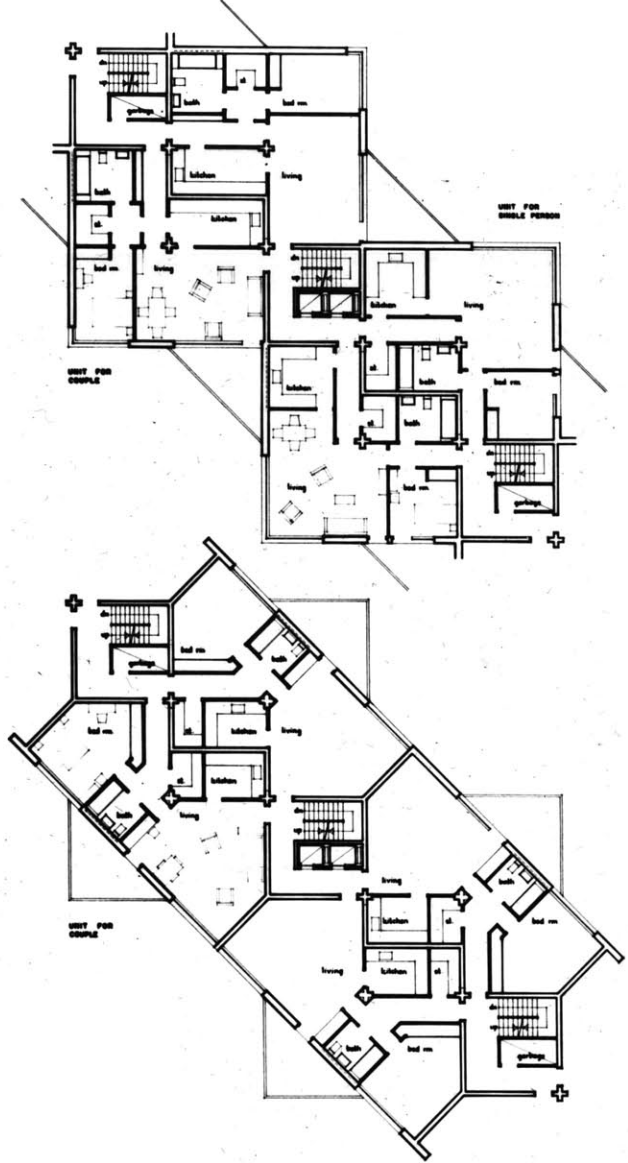 dn
up
garbage
bath
cl.
bed rm.
kitchen
living
bath
cl.
kitchen
bed rm.
living
UNIT FOR
SINGLE PERSON
dn
up
kitchen
living
UNIT FOR
COUPLE
kitchen
cl.
bath
bed rm.
cl.
bath
dn
up
living
bed rm.
garbage
dn
up
garbage
bed rm.
bath
bed rm.
cl.
kitchen
living
cl.
kitchen
bath
living
dn
up
UNIT FOR
COUPLE
living
bath
kitchen
cl.
bed rm.
living
kitchen
cl.
dn
up
bath
bed rm.
garbage